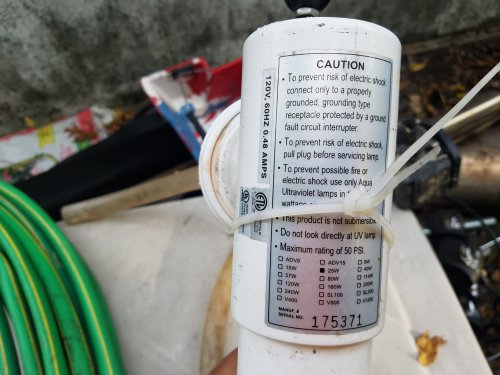 CAUTION
• To prevent risk of electric shock
connect only to a properly
grounded, grounding type
receptacle protected by a ground
fault circuit interrupter.
• To prevent risk of electric shock,
pull plug before servicing lamp.
• To prevent possible fire or
electric shock use only Aqua
Ultraviolet lamps in
wattage
• This product is not submersible.
• Do not look directly at UV lamp.
• Maximum rating of 50 PSI.
ADV8 ADV15 8W
15W 25W 40W
57W 80W 114W
120W 160W 200W
240W SL100 SL200
V400 V800 V1200
MANUF. #
SERIAL NO. 175371
120V, 60HZ 0.48 AMPS